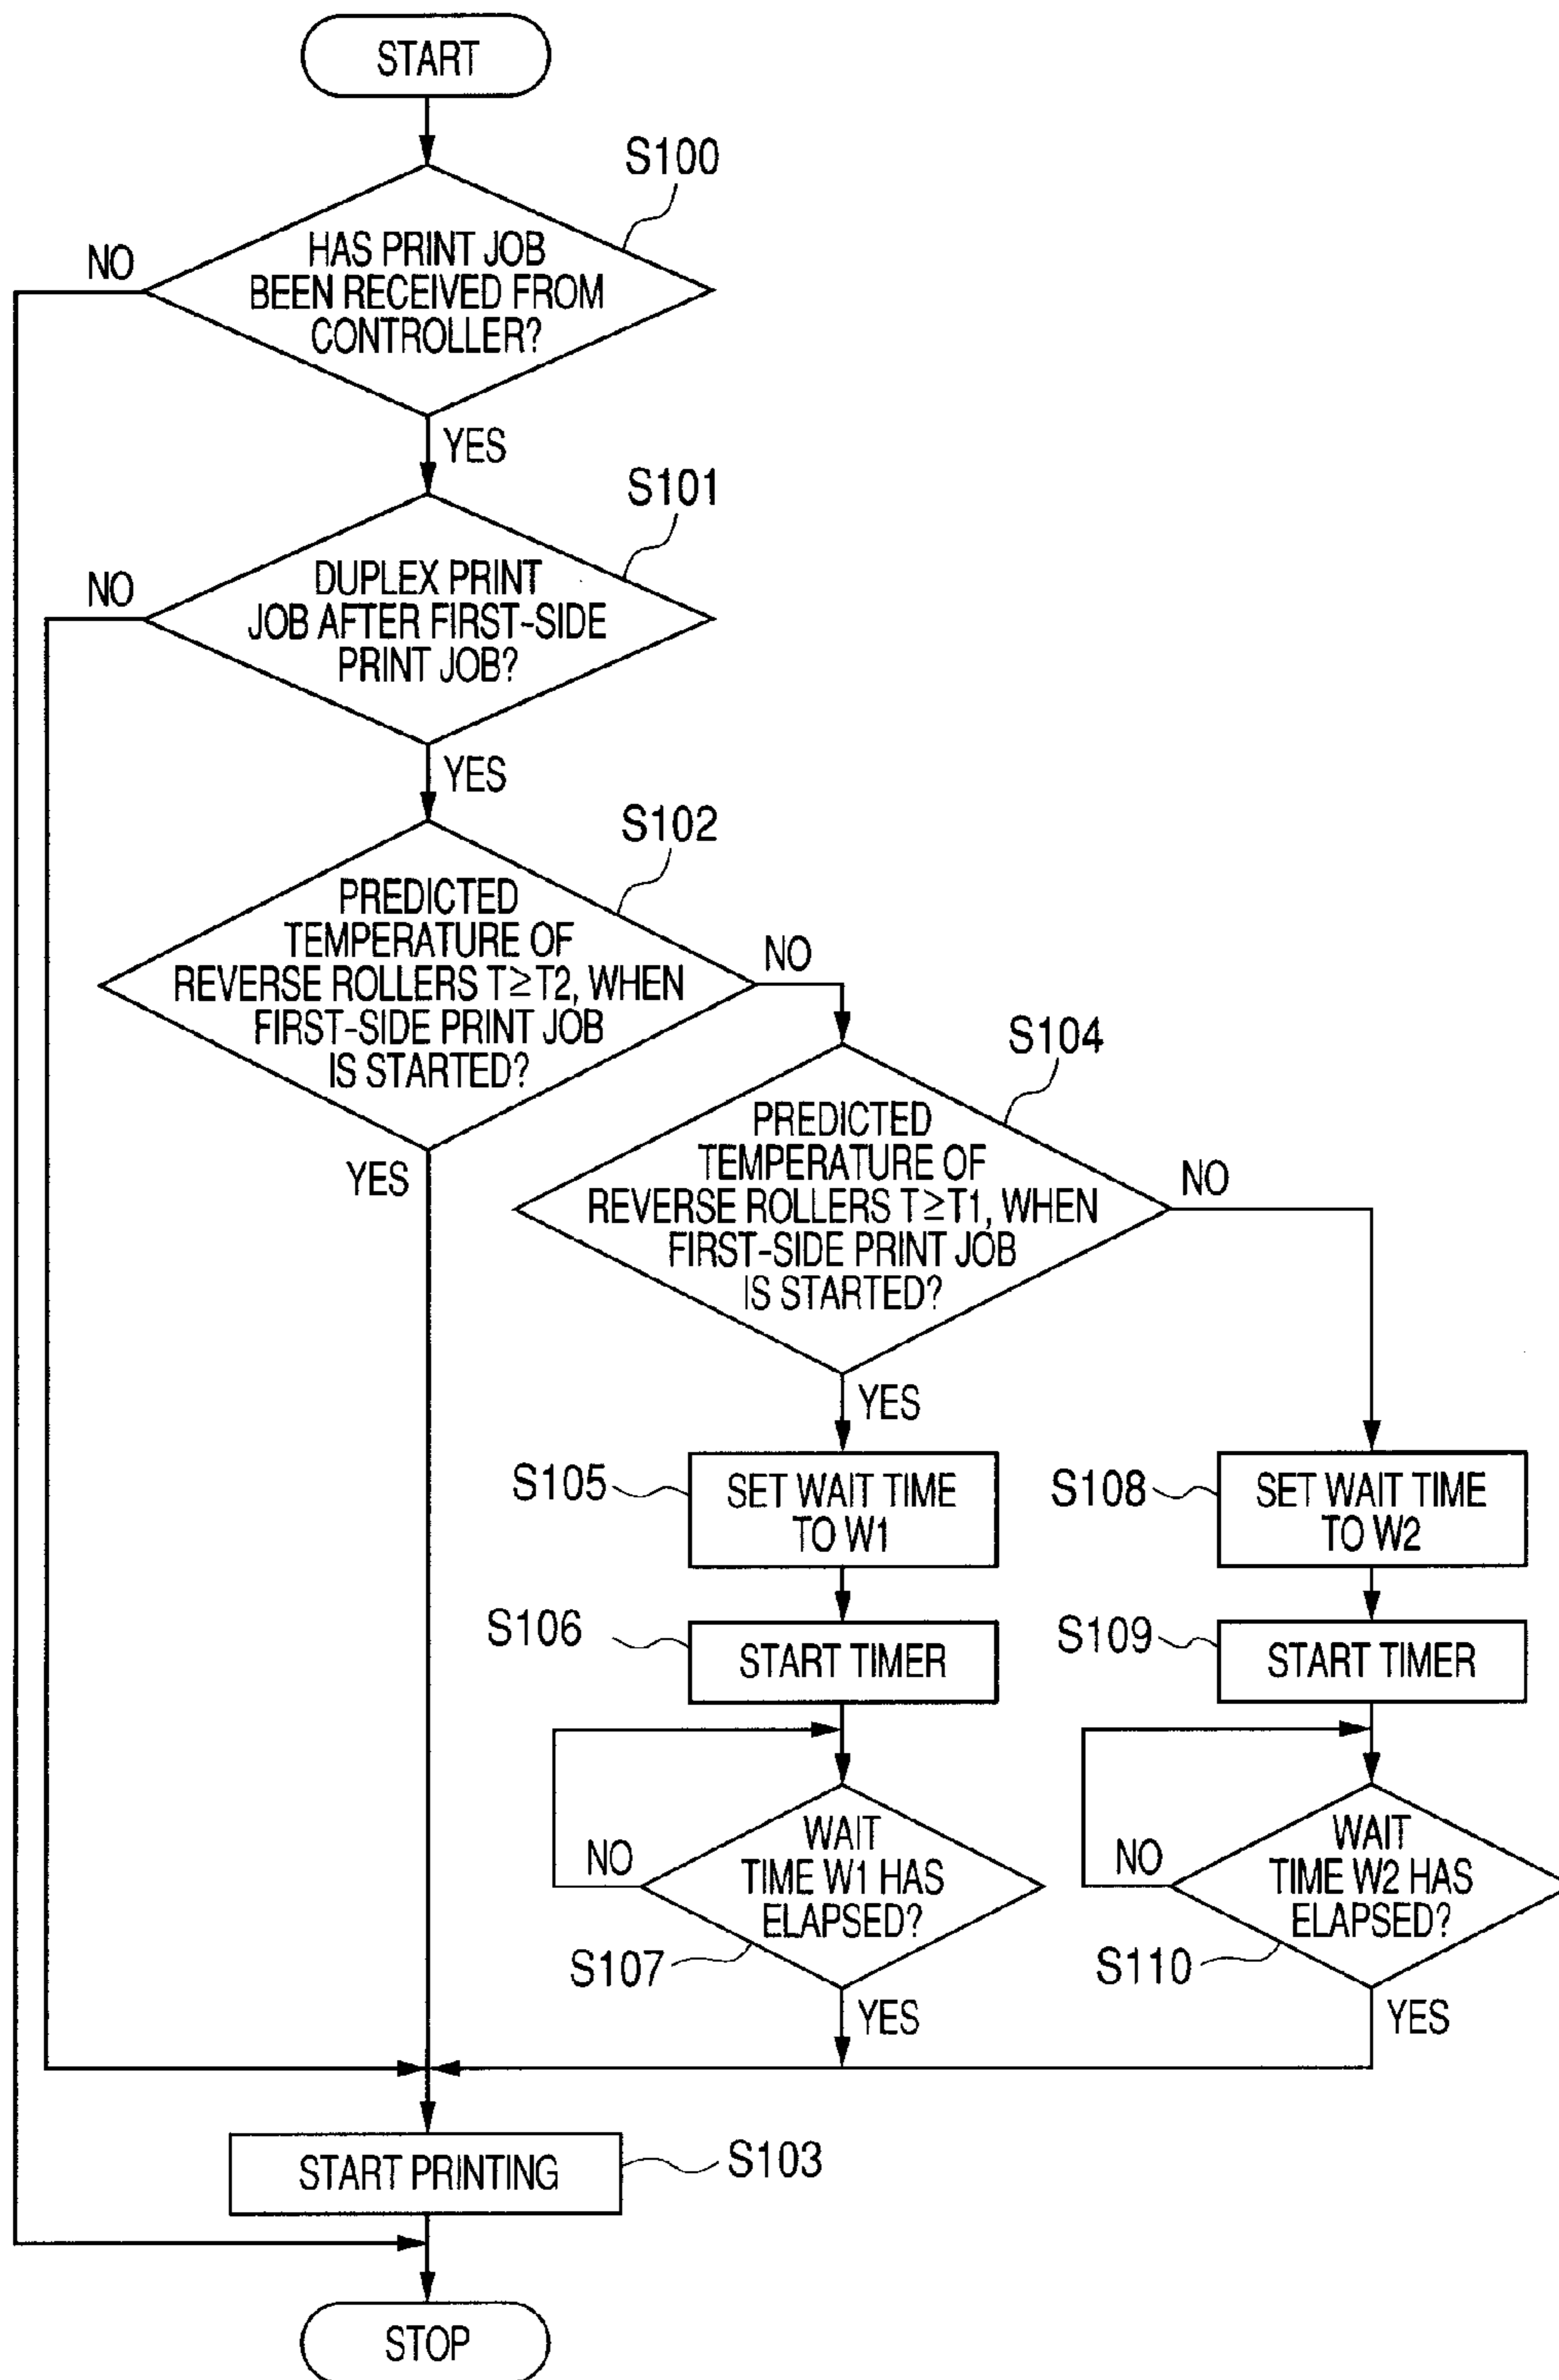 START
S100
HAS PRINT JOB
BEEN RECEIVED FROM
CONTROLLER?
NO
YES
S101
DUPLEX PRINT
JOB AFTER FIRST-SIDE
PRINT JOB?
NO
YES
S102
PREDICTED
TEMPERATURE OF
REVERSE ROLLERS T≥T2, WHEN
FIRST-SIDE PRINT JOB
IS STARTED?
NO
YES
S104
PREDICTED
TEMPERATURE OF
REVERSE ROLLERS T≥T1, WHEN
FIRST-SIDE PRINT JOB
IS STARTED?
NO
YES
S105
SET WAIT TIME
TO W1
S108
SET WAIT TIME
TO W2
S106
START TIMER
S109
START TIMER
WAIT
TIME W1 HAS
ELAPSED?
NO
S107
YES
WAIT
TIME W2 HAS
ELAPSED?
NO
S110
YES
START PRINTING
S103
STOP